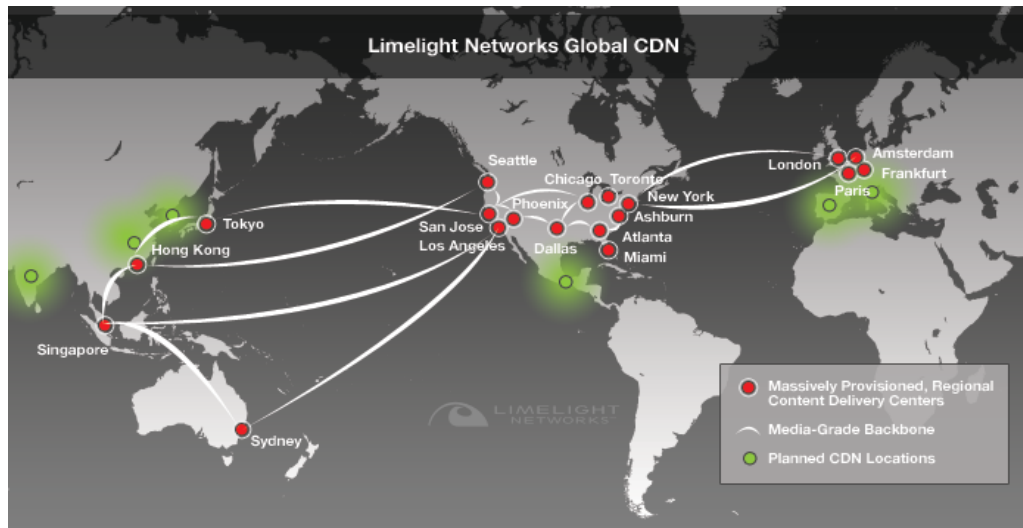 Limelight Networks Global CDN
Seattle
Chicago Toronto
London
Amsterdam
Frankfurt
Paris
Phoenix
New York
Tokyo
San Jose
Ashburn
Los Angeles
Atlanta
Hong Kong
Dallas
Miami
Singapore
Sydney
LIMELIGHT
NETWORKS
Massively Provisioned, Regional
Content Delivery Centers
Media-Grade Backbone
Planned CDN Locations